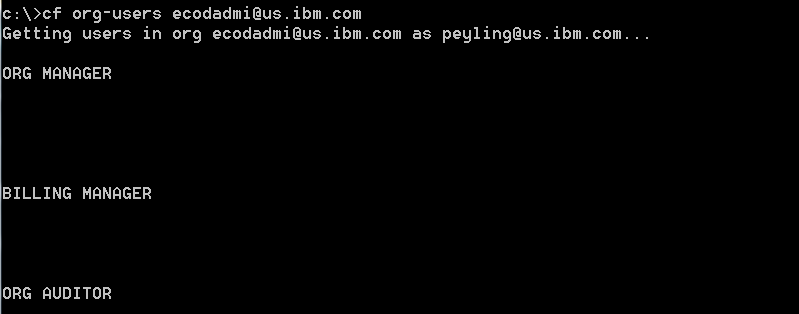 c:\>cf org-users ecodadmi@us.ibm.com
Getting users in org ecodadmi@us.ibm.com as peyling@us.ibm.com...
ORG MANAGER
BILLING MANAGER
ORG AUDITOR